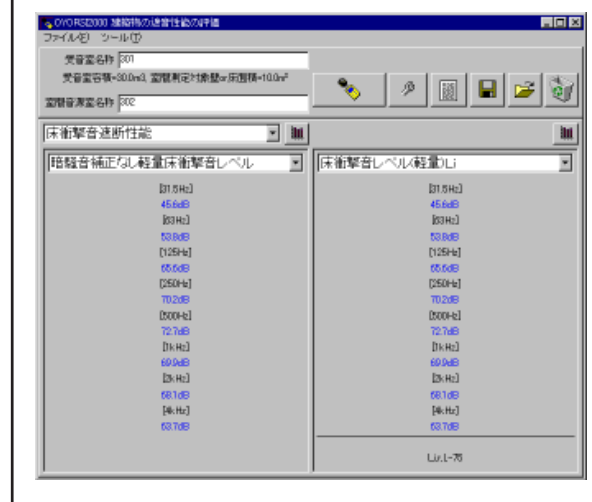 OYO RSE2000 建築物の遮音性能の評価
ファイル(F) ツール(T)
受音室名称 301
受音室容積=30.0m3, 室間測定対象壁or床面積=10.0m²
室間音源室名称 302
床衝撃音遮断性能
暗騒音補正なし軽量床衝撃音レベル 床衝撃音レベル(軽量)Li
[31.5Hz] [31.5Hz]
45.6dB 45.6dB
[63Hz] [63Hz]
53.8dB 53.8dB
[125Hz] [125Hz]
65.6dB 65.6dB
[250Hz] [250Hz]
70.2dB 70.2dB
[500Hz] [500Hz]
72.7dB 72.7dB
[1kHz] [1kHz]
69.9dB 69.9dB
[2kHz] [2kHz]
68.1dB 68.1dB
[4kHz] [4kHz]
63.7dB 63.7dB